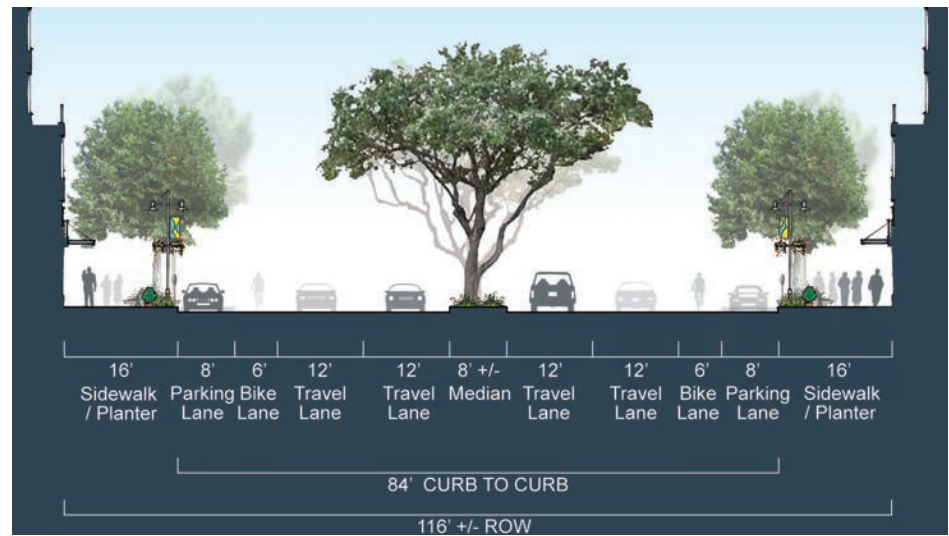 16' 8' 6' 12' 12' 8' +/- 12' 12' 6' 8' 16'
Sidewalk Parking Bike Travel Travel Median Travel Travel Bike Parking Sidewalk
/ Planter Lane Lane Lane Lane Lane Lane Lane Lane / Planter
84' CURB TO CURB
116' +/- ROW